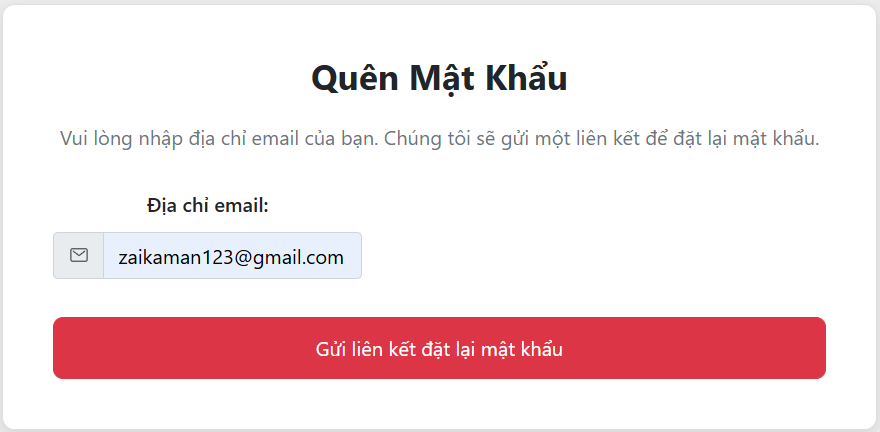 Quên Mật Khẩu
Vui lòng nhập địa chỉ email của bạn. Chúng tôi sẽ gửi một liên kết để đặt lại mật khẩu.
Địa chỉ email:
zaikaman123@gmail.com
Gửi liên kết đặt lại mật khẩu